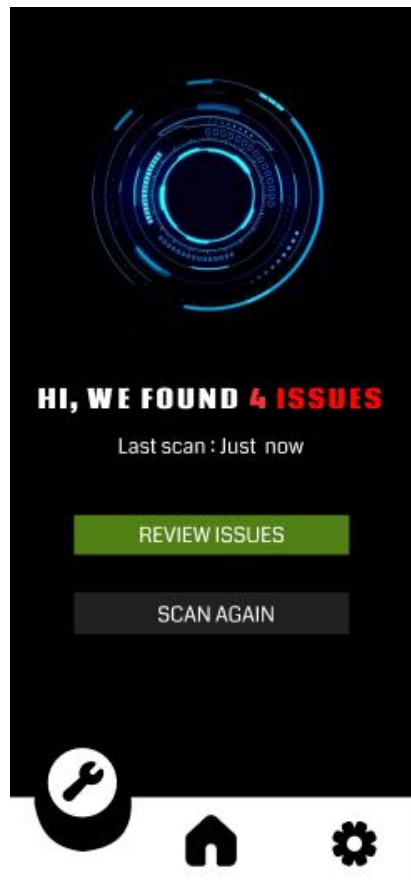 HI, WE FOUND 4 ISSUES
Last scan : Just now
REVIEW ISSUES
SCAN AGAIN